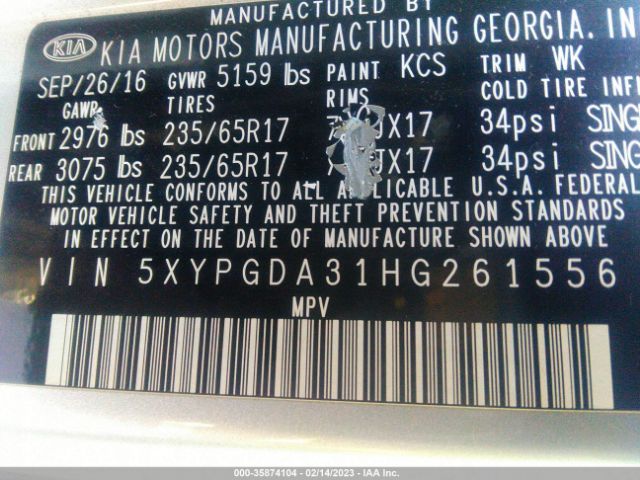 MANUFACTURED BY
KIA KIA MOTORS MANUFACTURING GEORGIA. IN
SEP/26/16 GVWR 5159 lbs PAINT KCS TRIM WK
GAWR TIRES RIMS COLD TIRE INFL
FRONT 2976 lbs 235/65R17 JX17 34psi SING
REAR 3075 lbs 235/65R17 JX17 34psi SING
THIS VEHICLE CONFORMS TO ALL APPLICABLE U.S.A. FEDERAL
MOTOR VEHICLE SAFETY AND THEFT PREVENTION STANDARDS
IN EFFECT ON THE DATE OF MANUFACTURE SHOWN ABOVE
VIN 5XYPGDA31HG261556
MPV
000-35874104 - 02/14/2023 - IAA Inc.